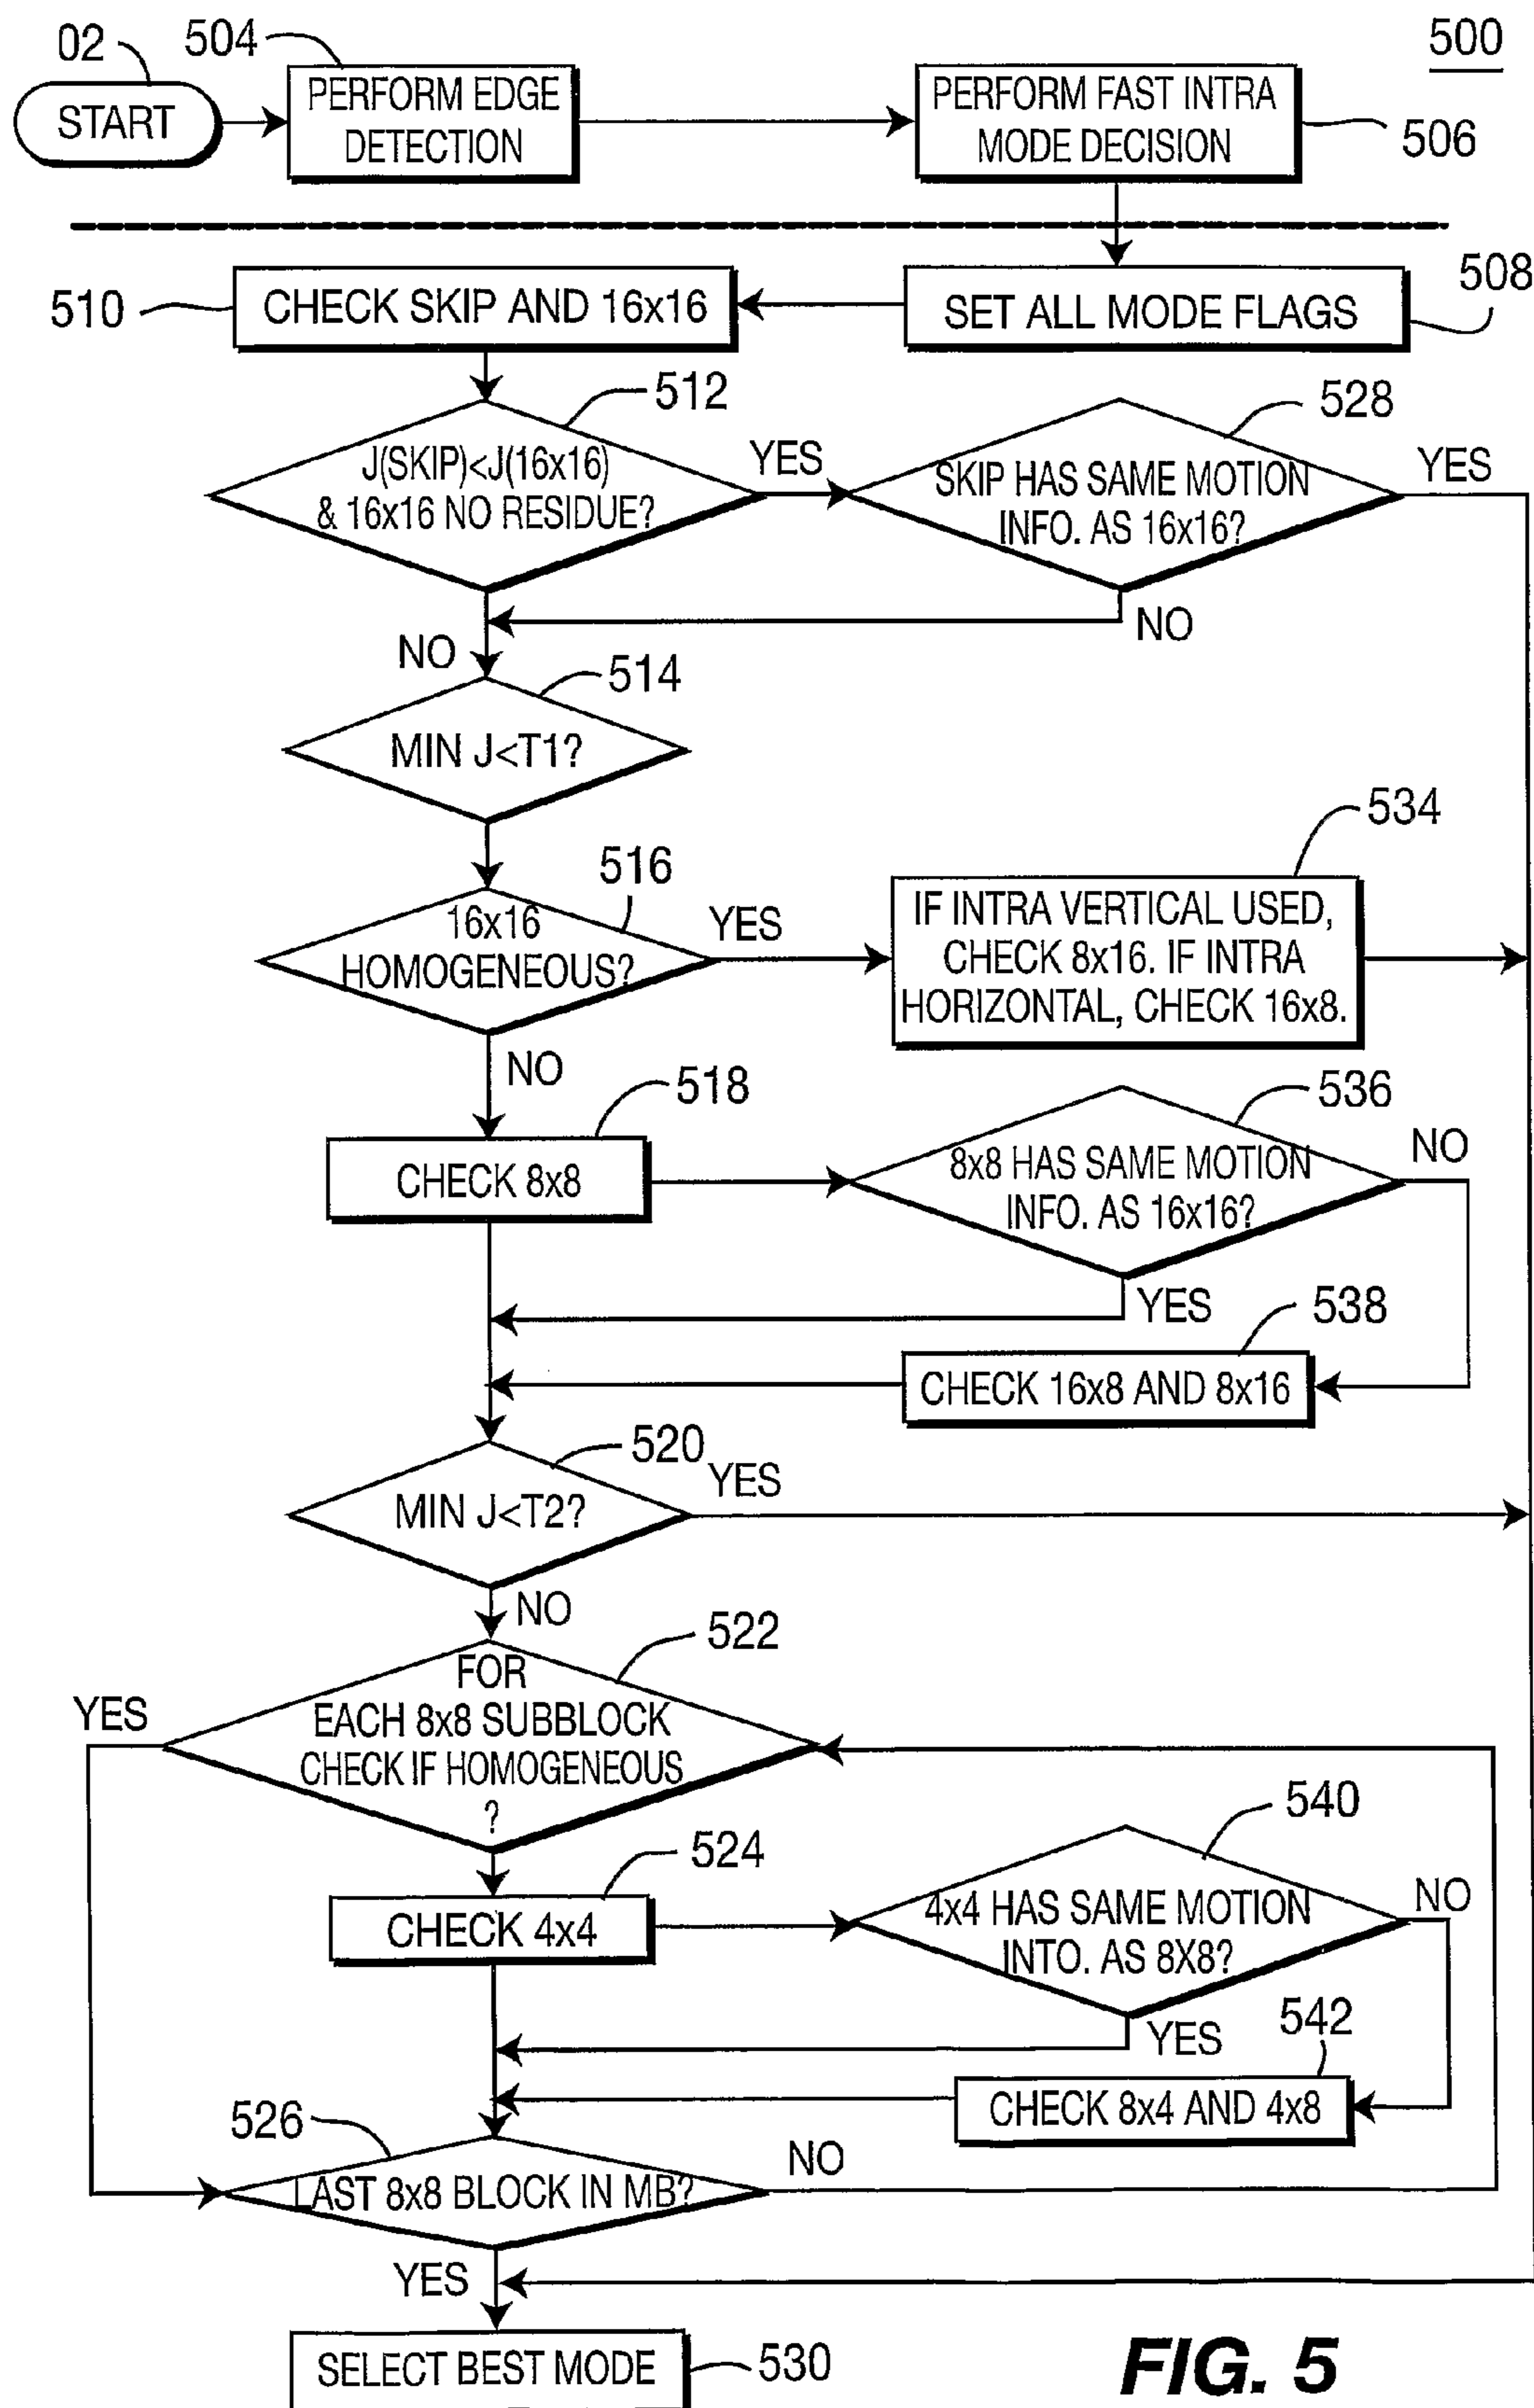 500
02
START
504
PERFORM EDGE
DETECTION
PERFORM FAST INTRA
MODE DECISION
506
SET ALL MODE FLAGS
508
510
CHECK SKIP AND 16x16
512
J(SKIP)<J(16x16)
& 16x16 NO RESIDUE?
YES
528
SKIP HAS SAME MOTION
INFO. AS 16x16?
YES
NO
NO
514
MIN J<T1?
516
16x16
HOMOGENEOUS?
YES
534
IF INTRA VERTICAL USED,
CHECK 8x16. IF INTRA
HORIZONTAL, CHECK 16x8.
NO
518
CHECK 8x8
536
8x8 HAS SAME MOTION
INFO. AS 16x16?
NO
YES
538
CHECK 16x8 AND 8x16
520
MIN J<T2?
YES
NO
522
FOR
EACH 8x8 SUBBLOCK
CHECK IF HOMOGENEOUS
?
YES
524
CHECK 4x4
540
4x4 HAS SAME MOTION
INTO. AS 8X8?
NO
YES
542
CHECK 8x4 AND 4x8
526
LAST 8x8 BLOCK IN MB?
NO
YES
SELECT BEST MODE
530
FIG. 5